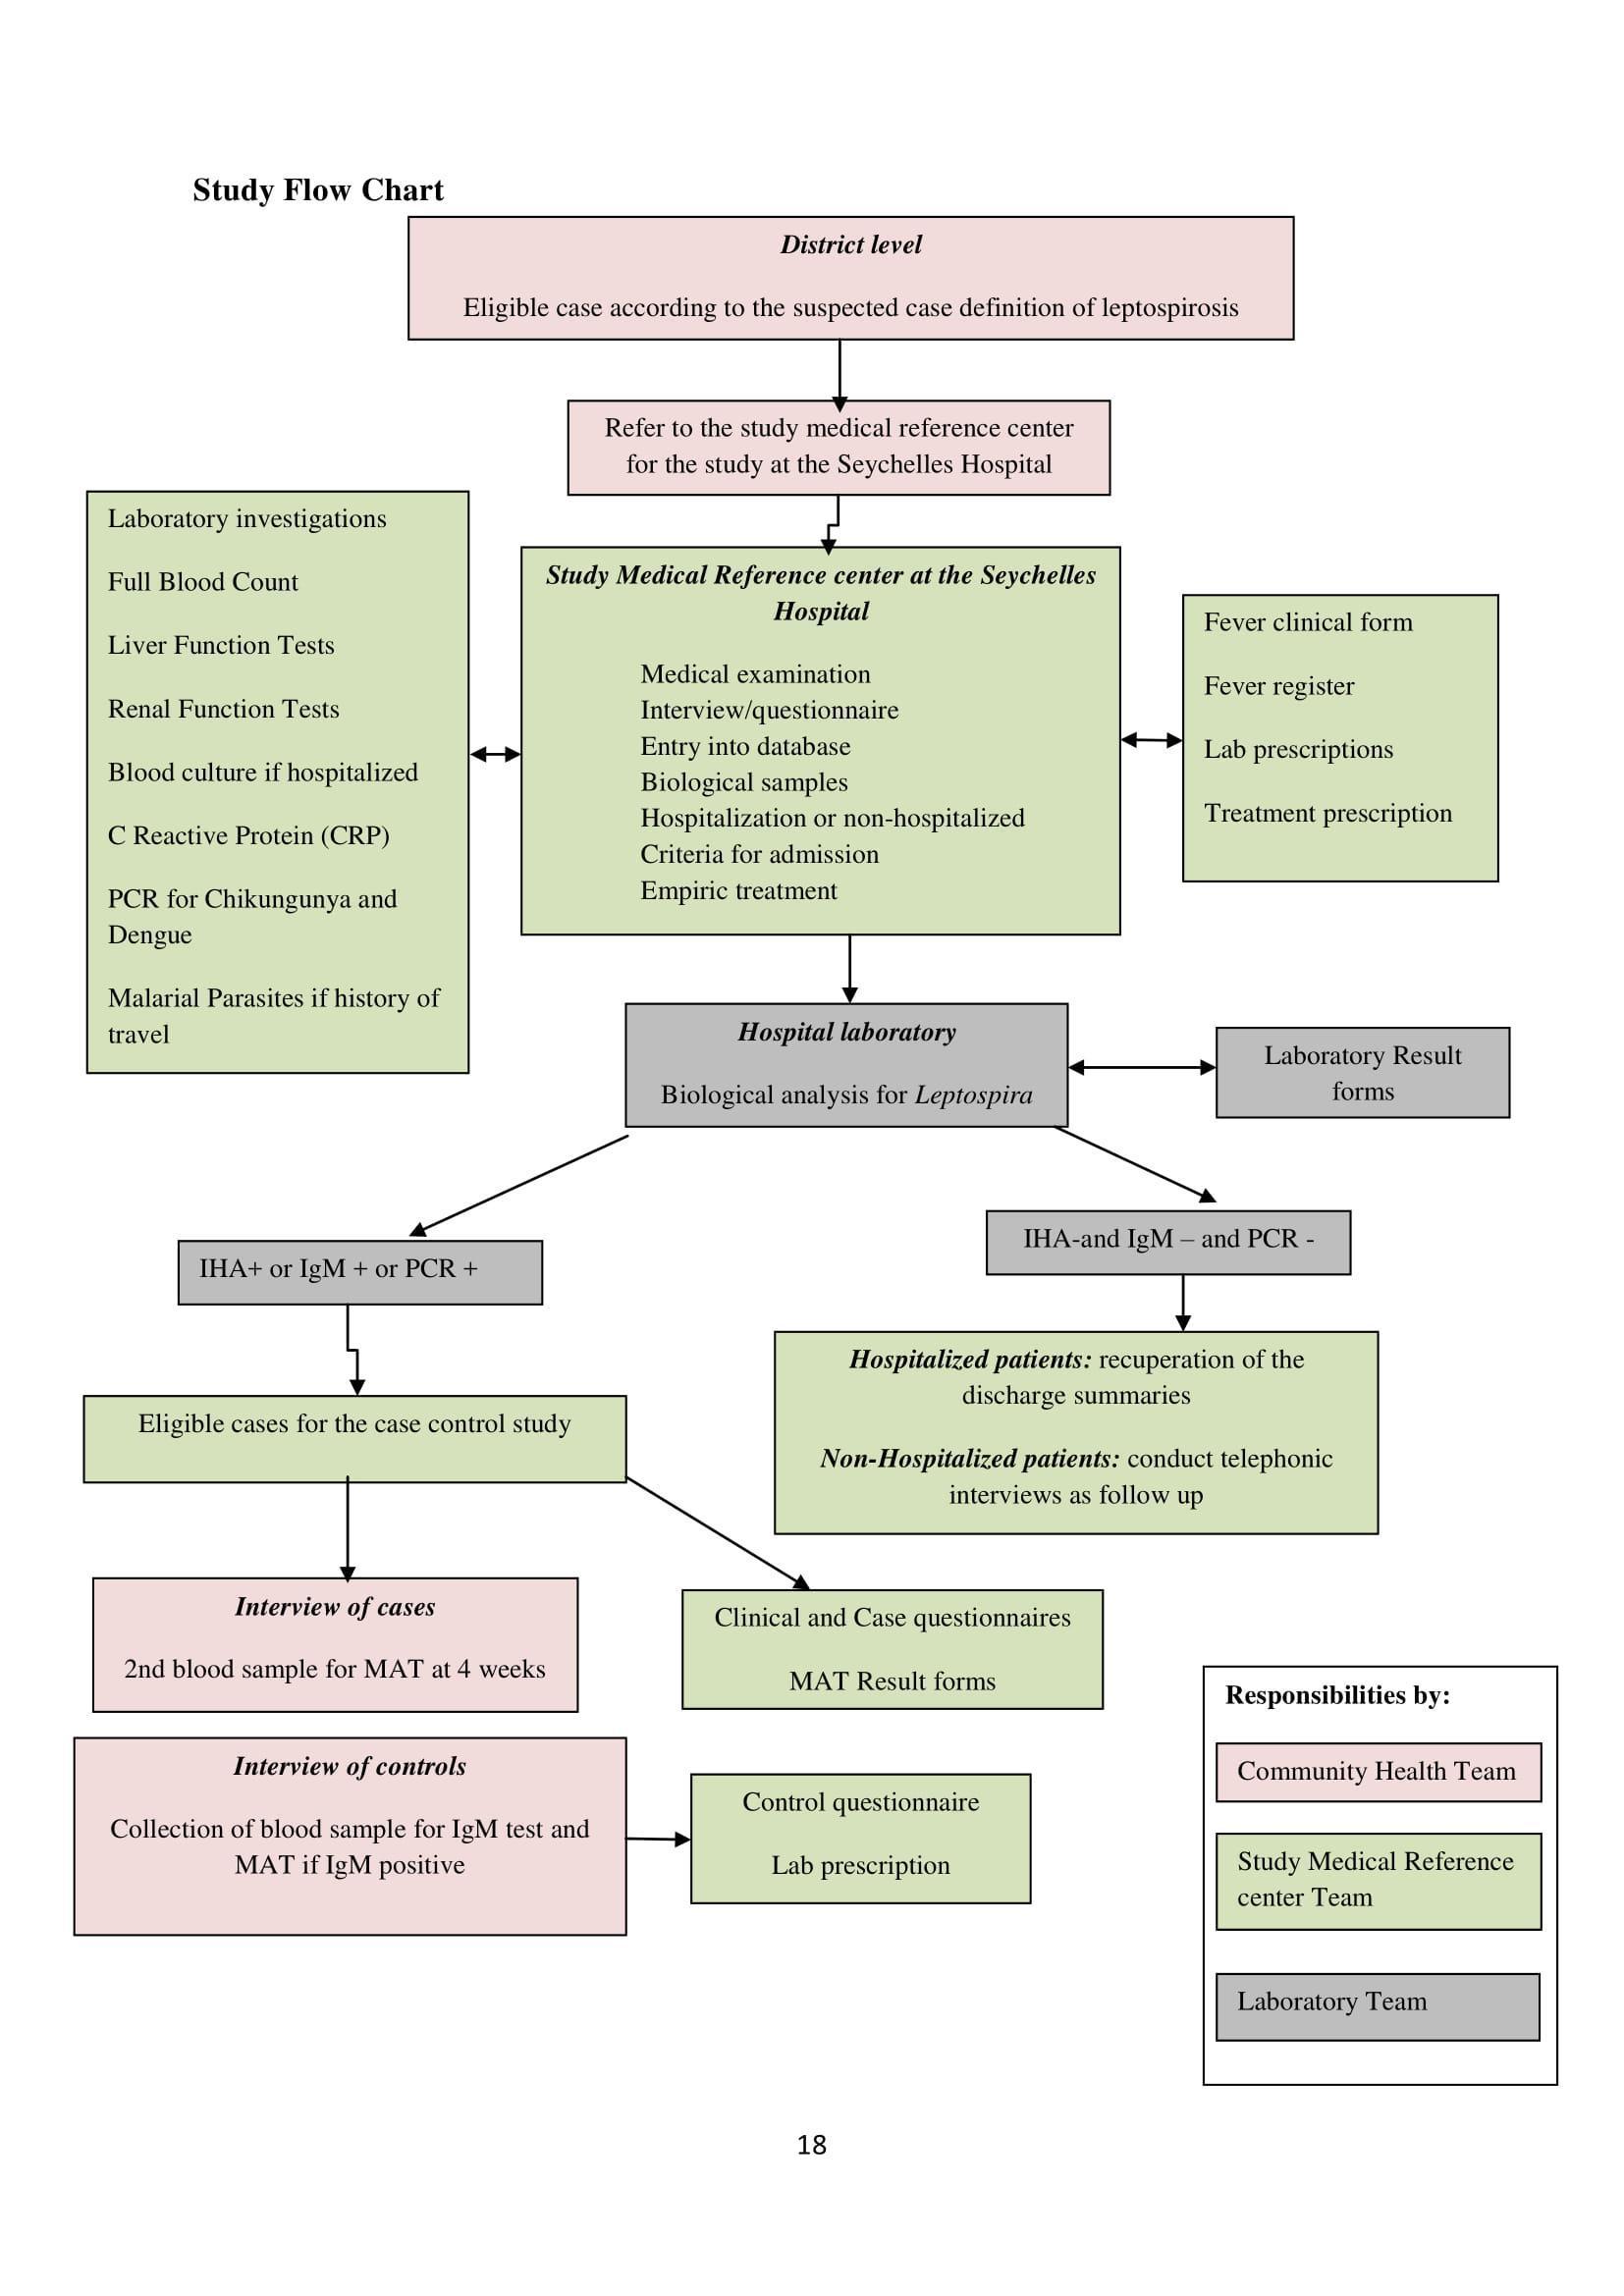 Study Flow Chart
District level
Eligible case according to the suspected case definition of leptospirosis
Refer to the study medical reference center
for the study at the Seychelles Hospital
Laboratory investigations
Full Blood Count
Liver Function Tests
Renal Function Tests
Blood culture if hospitalized
C Reactive Protein (CRP)
PCR for Chikungunya and
Dengue
Malarial Parasites if history of
travel
Study Medical Reference center at the Seychelles
Hospital
Medical examination
Interview/questionnaire
Entry into database
Biological samples
Hospitalization or non-hospitalized
Criteria for admission
Empiric treatment
Fever clinical form
Fever register
Lab prescriptions
Treatment prescription
Hospital laboratory
Biological analysis for Leptospira
Laboratory Result
forms
IHA+ or IgM + or PCR +
IHA-and IgM – and PCR -
Hospitalized patients: recuperation of the
discharge summaries
Non-Hospitalized patients: conduct telephonic
interviews as follow up
Eligible cases for the case control study
Interview of cases
2nd blood sample for MAT at 4 weeks
Clinical and Case questionnaires
MAT Result forms
Interview of controls
Collection of blood sample for IgM test and
MAT if IgM positive
Control questionnaire
Lab prescription
Responsibilities by:
Community Health Team
Study Medical Reference
center Team
Laboratory Team
18